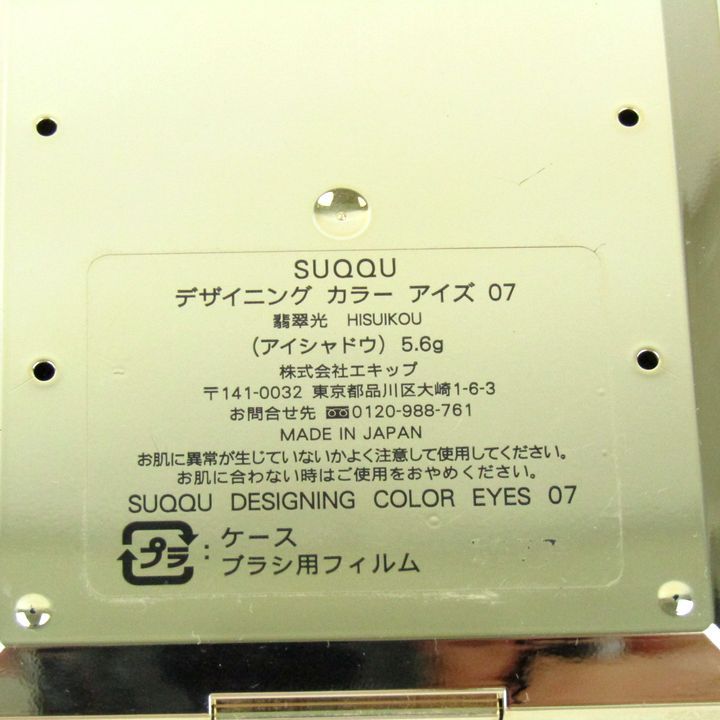 SUQQU
デザイニング カラー アイズ 07
翡翠光 HISUIKOU
(アイシャドウ) 5.6g
株式会社エキップ
〒141-0032 東京都品川区大崎1-6-3
お問合せ先 0120-988-761
MADE IN JAPAN
お肌に異常が生じていないかよく注意して使用してください。
お肌に合わない時はご使用をおやめください。
SUQQU DESIGNING COLOR EYES 07
プラ : ケース
ブラシ用フィルム